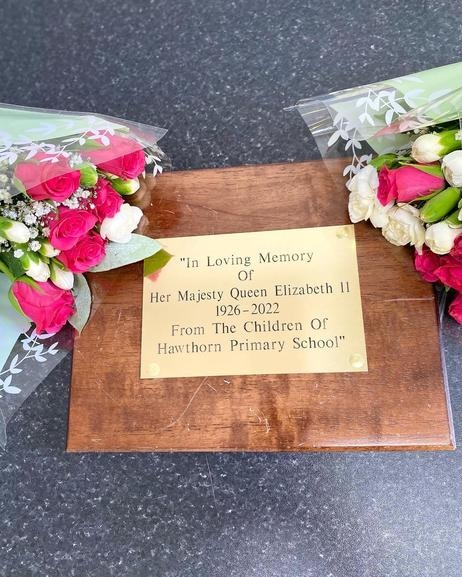 "In Loving Memory
Of
Her Majesty Queen Elizabeth II
1926-2022
From The Children Of
Hawthorn Primary School"